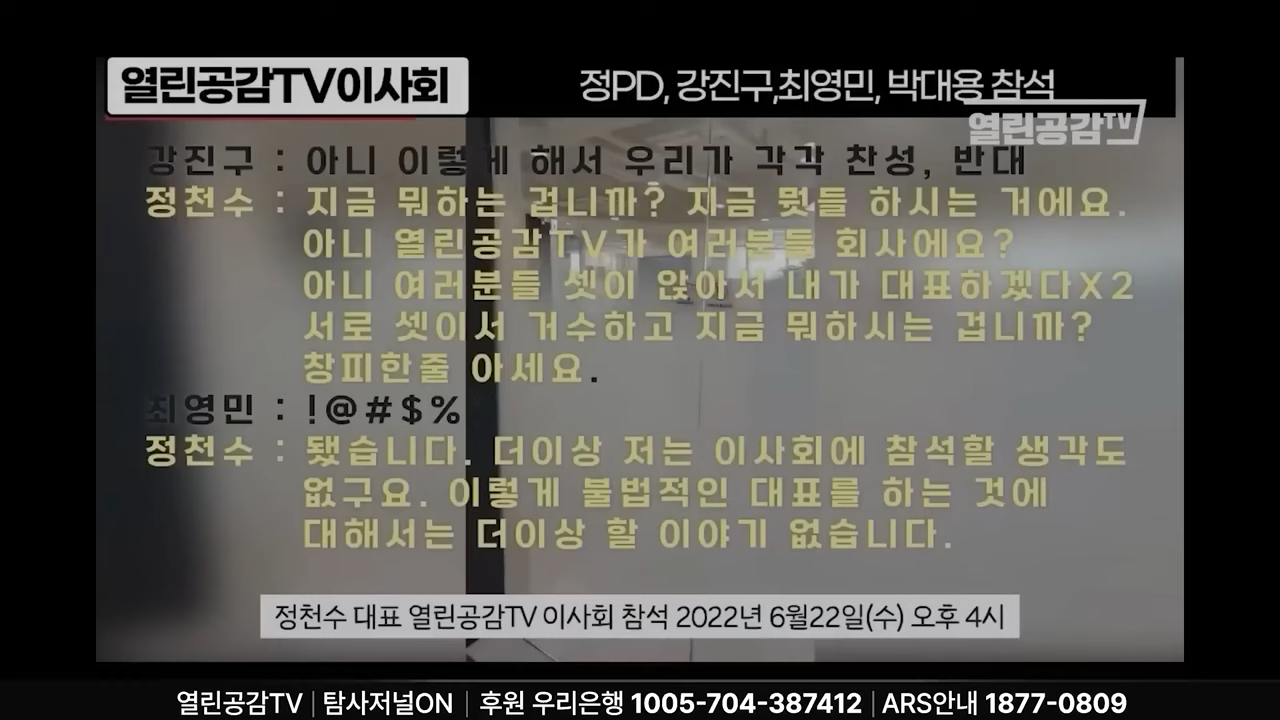 열린공감TV이사회
정PD, 강진구,최영민, 박대용 참석
열린공감TV
강진구 : 아니 이렇게 해서 우리가 각각 찬성, 반대
정천수 : 지금 뭐하는 겁니까? 지금 뭣들 하시는 거에요.
아니 열린공감TV가 여러분들 회사에요?
아니 여러분들 셋이 앉아서 내가 대표하겠다X2
서로 셋이서 거수하고 지금 뭐하시는 겁니까?
창피한줄 아세요.
최영민 : !@#$%
정천수 : 됐습니다. 더이상 저는 이사회에 참석할 생각도
없구요. 이렇게 불법적인 대표를 하는 것에
대해서는 더이상 할 이야기 없습니다.
정천수 대표 열린공감TV 이사회 참석 2022년 6월22일(수) 오후 4시
열린공감TV | 탐사저널ON | 후원 우리은행 1005-704-387412 | ARS안내 1877-0809